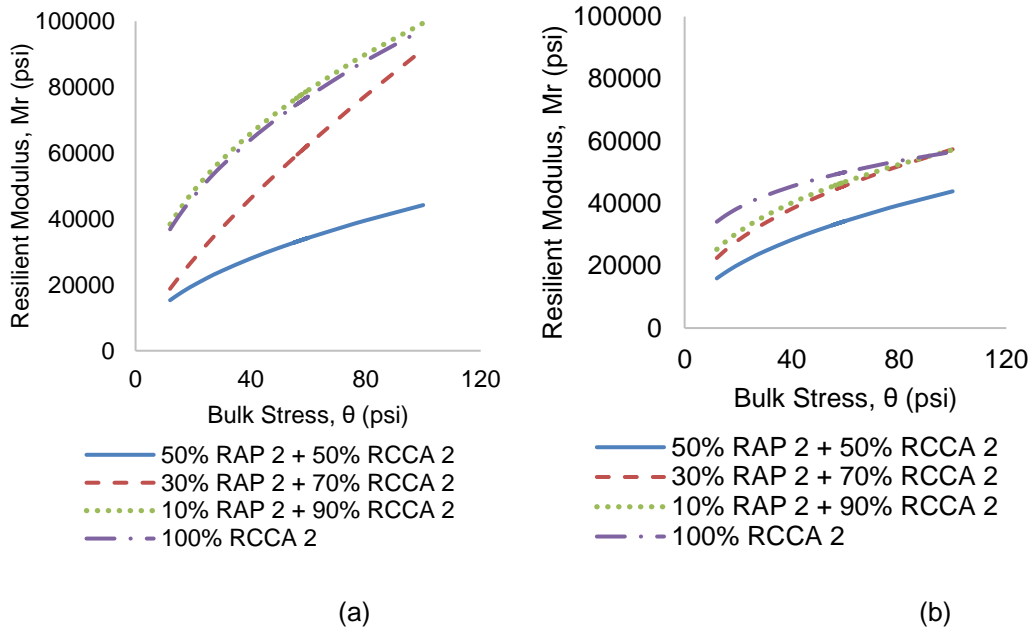 100000
80000
60000
40000
20000
0
Resilient Modulus, Mr (psi)
0 40 80 120
Bulk Stress, θ (psi)
50% RAP 2 + 50% RCCA 2
30% RAP 2 + 70% RCCA 2
10% RAP 2 + 90% RCCA 2
100% RCCA 2
(a)
100000
80000
60000
40000
20000
0
Resilient Modulus, Mr (psi)
0 40 80 120
Bulk Stress, θ (psi)
50% RAP 2 + 50% RCCA 2
30% RAP 2 + 70% RCCA 2
10% RAP 2 + 90% RCCA 2
100% RCCA 2
(b)